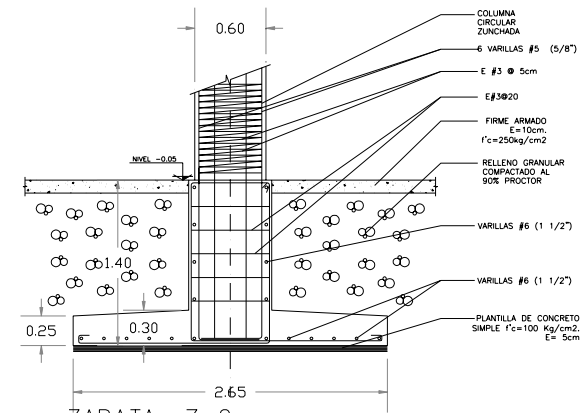 COLUMNA
CIRCULAR
ZUNCHADA
0.60
6 VARILLAS #5 (5/8")
E #3 @ 5cm
E#3@20
FIRME ARMADO
E=10cm.
f'c=250kg/cm2
NIVEL -0.05
RELLENO GRANULAR
COMPACTADO AL
90% PROCTOR
VARILLAS #6 (1 1/2")
1.40
VARILLAS #6 (1 1/2")
0.25
0.30
PLANTILLA DE CONCRETO
SIMPLE f'c=100 Kg/cm2.
E= 5cm
2.65